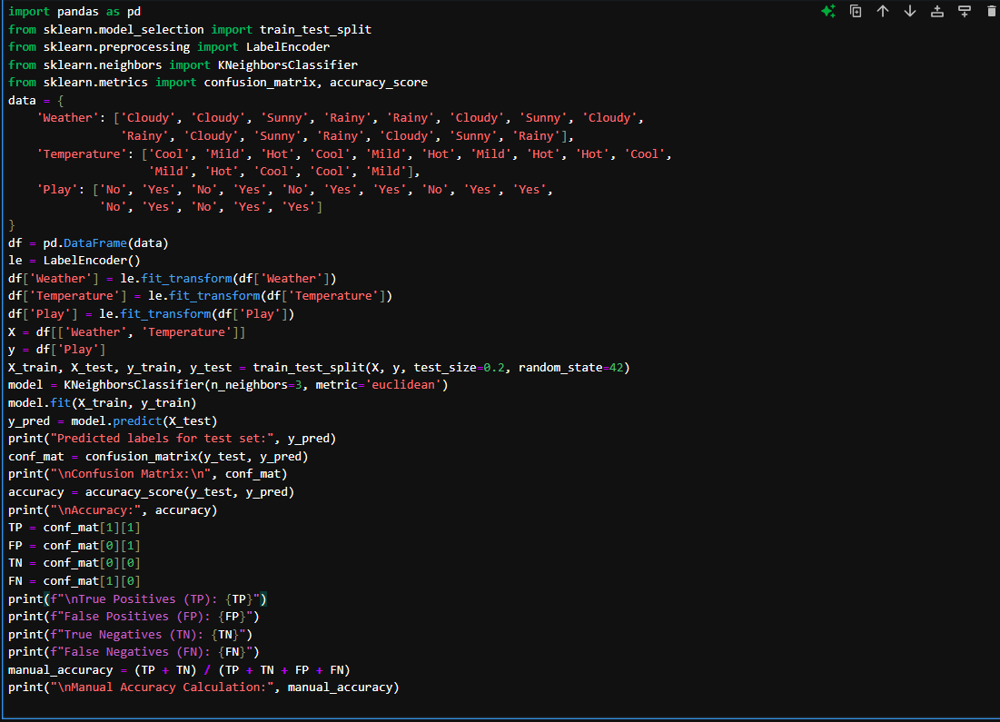 import pandas as pd
from sklearn.model_selection import train_test_split
from sklearn.preprocessing import LabelEncoder
from sklearn.neighbors import KNeighborsClassifier
from sklearn.metrics import confusion_matrix, accuracy_score
data = {
    'Weather': ['Cloudy', 'Cloudy', 'Sunny', 'Rainy', 'Rainy', 'Cloudy', 'Sunny', 'Cloudy',
                'Rainy', 'Cloudy', 'Sunny', 'Rainy', 'Cloudy', 'Sunny', 'Rainy'],
    'Temperature': ['Cool', 'Mild', 'Hot', 'Cool', 'Mild', 'Hot', 'Mild', 'Hot', 'Hot', 'Cool',
                    'Mild', 'Hot', 'Cool', 'Cool', 'Mild'],
    'Play': ['No', 'Yes', 'No', 'Yes', 'No', 'Yes', 'Yes', 'No', 'Yes', 'Yes',
             'No', 'Yes', 'No', 'Yes', 'Yes']
}
df = pd.DataFrame(data)
le = LabelEncoder()
df['Weather'] = le.fit_transform(df['Weather'])
df['Temperature'] = le.fit_transform(df['Temperature'])
df['Play'] = le.fit_transform(df['Play'])
X = df[['Weather', 'Temperature']]
y = df['Play']
X_train, X_test, y_train, y_test = train_test_split(X, y, test_size=0.2, random_state=42)
model = KNeighborsClassifier(n_neighbors=3, metric='euclidean')
model.fit(X_train, y_train)
y_pred = model.predict(X_test)
print("Predicted labels for test set:", y_pred)
conf_mat = confusion_matrix(y_test, y_pred)
print("\nConfusion Matrix:\n", conf_mat)
accuracy = accuracy_score(y_test, y_pred)
print("\nAccuracy:", accuracy)
TP = conf_mat[1][1]
FP = conf_mat[0][1]
TN = conf_mat[0][0]
FN = conf_mat[1][0]
print(f"\nTrue Positives (TP): {TP}")
print(f"False Positives (FP): {FP}")
print(f"True Negatives (TN): {TN}")
print(f"False Negatives (FN): {FN}")
manual_accuracy = (TP + TN) / (TP + TN + FP + FN)
print("\nManual Accuracy Calculation:", manual_accuracy)